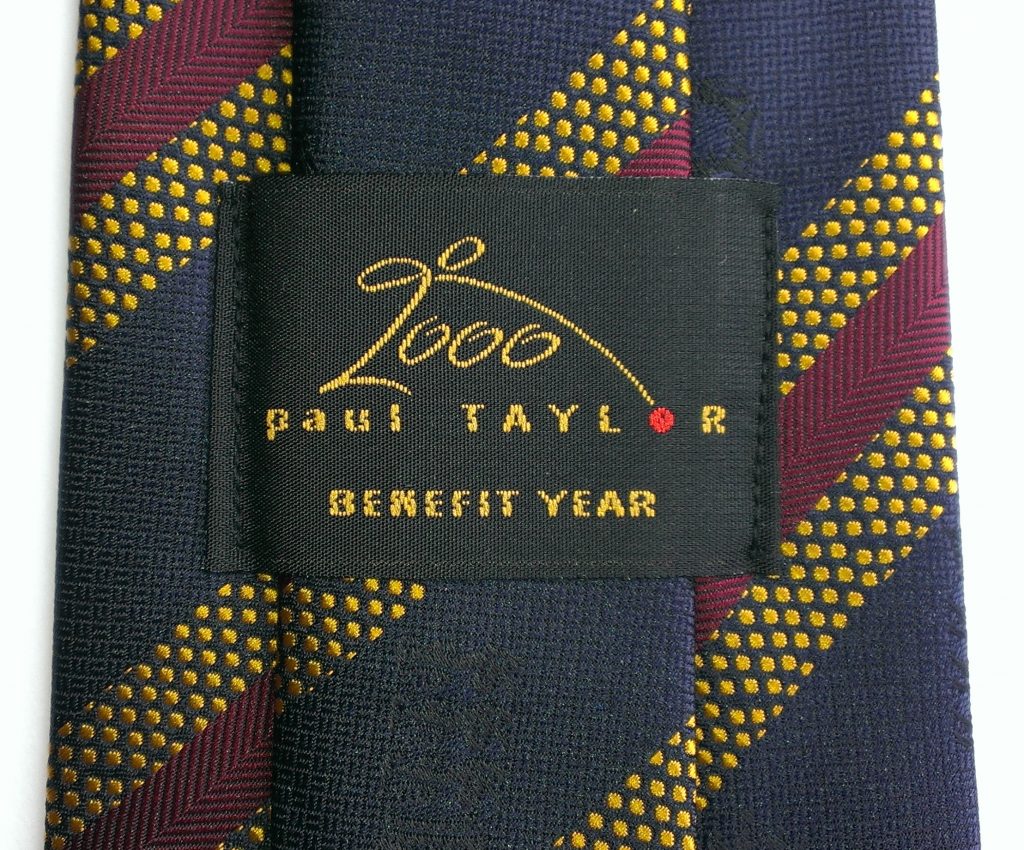 2000
paul TAYLOR
BENEFIT YEAR